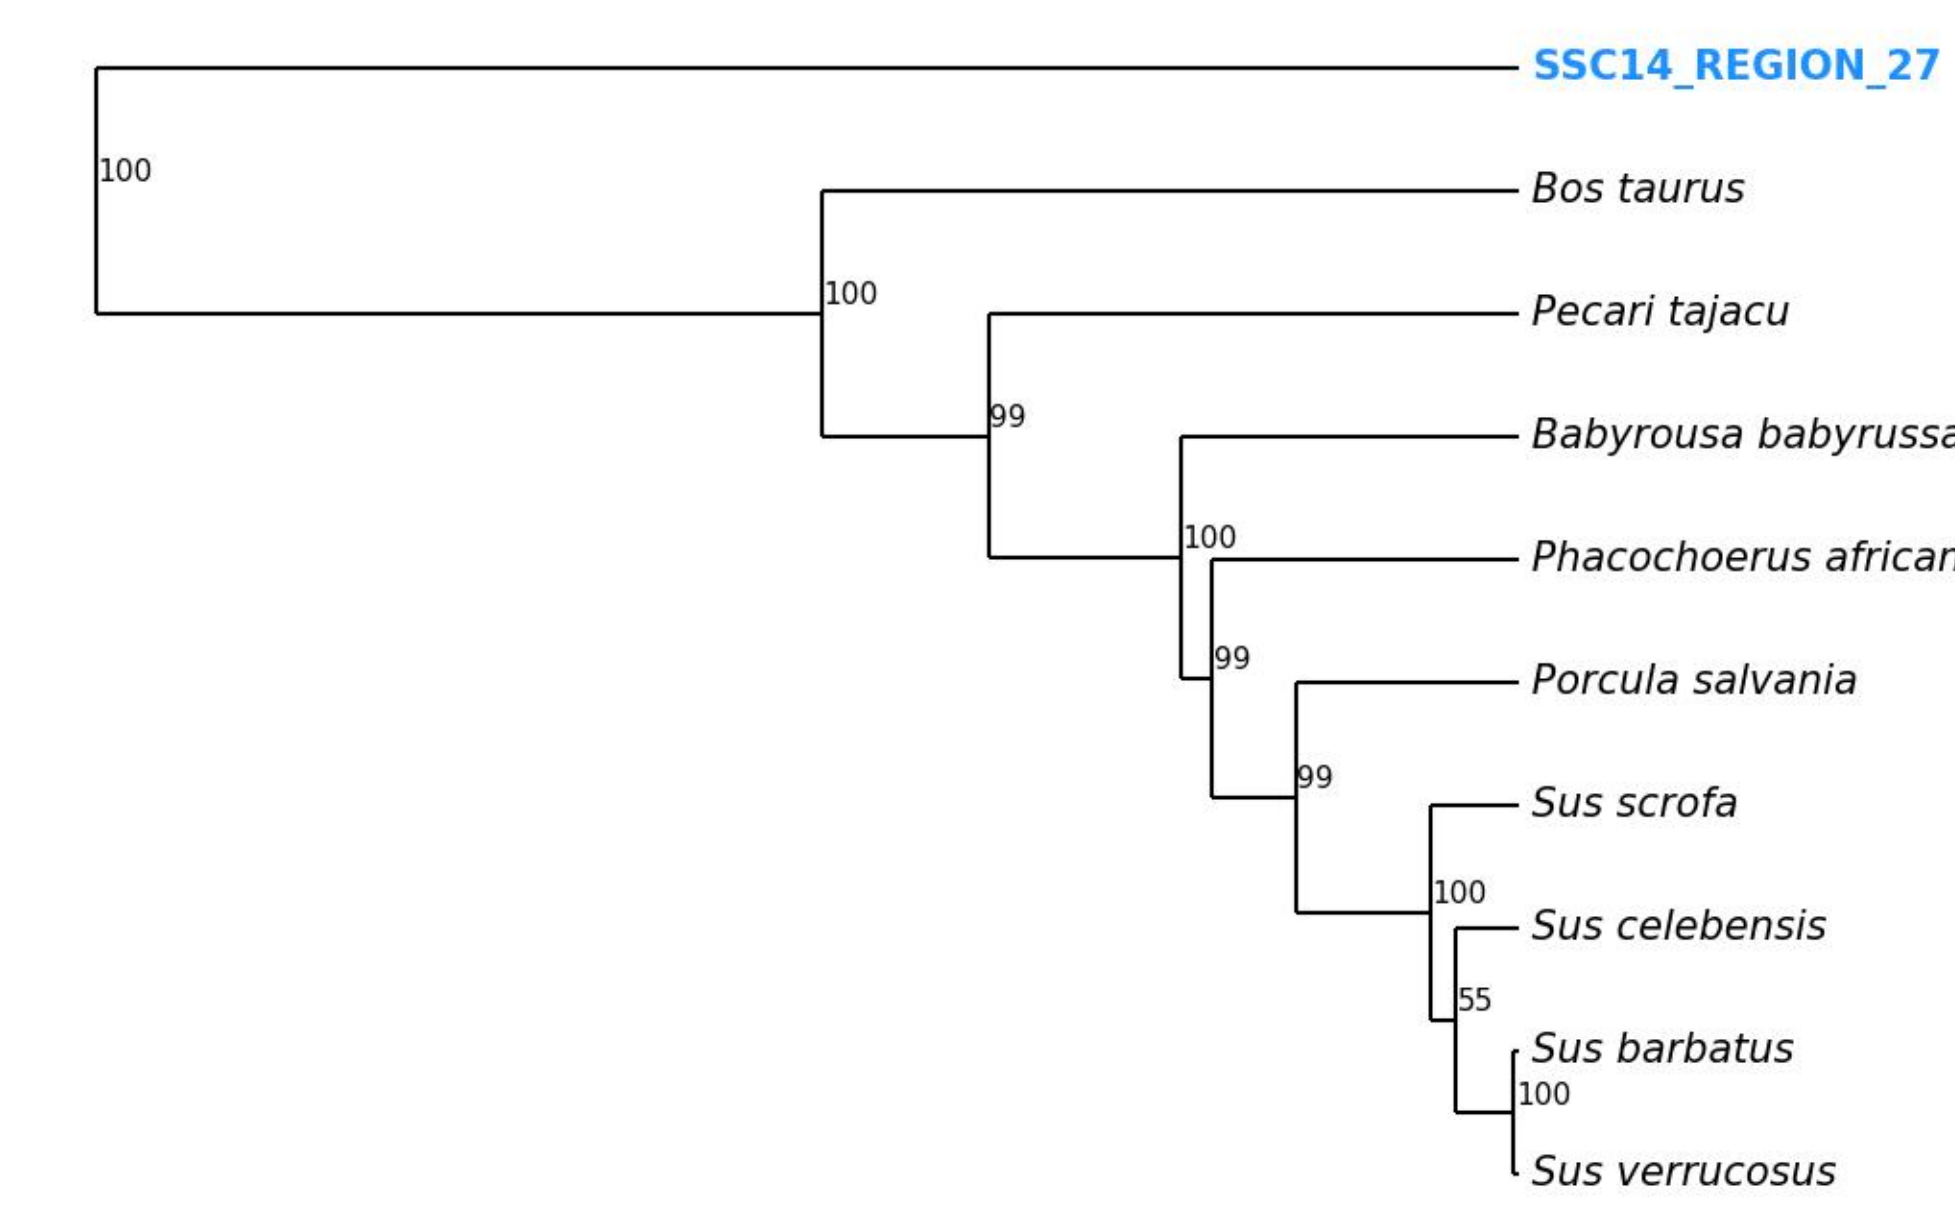 SSC14_REGION_27
100
Bos taurus
100
Pecari tajacu
99
Babyrousa babyrussa
100
Phacochoerus african
99
Porcula salvania
99
Sus scrofa
100
Sus celebensis
55
Sus barbatus
100
Sus verrucosus